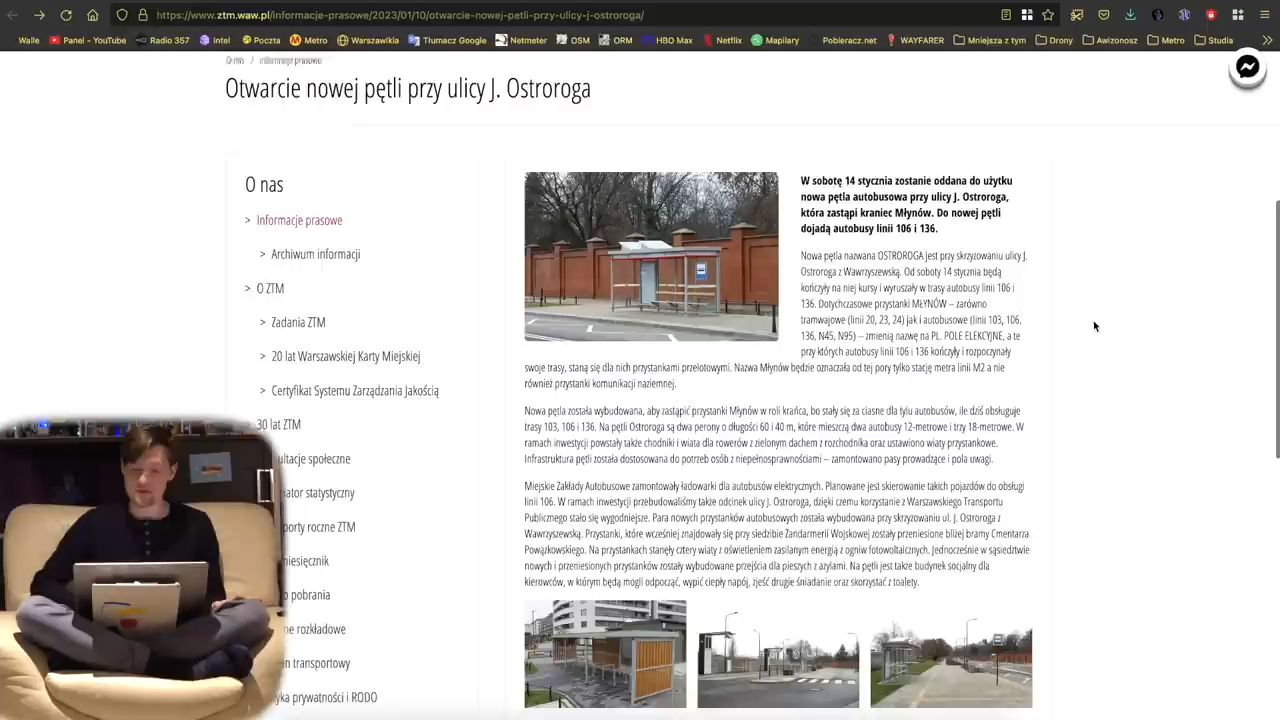 https://www.ztm.waw.pl/informacje-prasowe/2023/01/10/otwarcie-nowej-petli-przy-ulicy-j-ostroroga/
Walle Panel - YouTube Radio 357 Intel Poczta Metro Warszawikia Tłumacz Google Netmeter OSM ORM HBO Max Netflix Mapilary Pobieracz.net WAYFARER Mniejsza z tym Drony Awizonosz Metro Studia
O nas / Informacje prasowe
Otwarcie nowej pętli przy ulicy J. Ostroroga
O nas
> Informacje prasowe
> Archiwum informacji
> O ZTM
> Zadania ZTM
> 20 lat Warszawskiej Karty Miejskiej
> Certyfikat Systemu Zarządzania Jakością
30 lat ZTM
ultacje społeczne
ator statystyczny
porty roczne ZTM
iesięcznik
o pobrania
ne rozkładowe
n transportowy
yka prywatności i RODO
W sobotę 14 stycznia zostanie oddana do użytku
nowa pętla autobusowa przy ulicy J. Ostroroga,
która zastąpi kraniec Młynów. Do nowej pętli
dojadą autobusy linii 106 i 136.
Nowa pętla nazwana OSTROROGA jest przy skrzyżowaniu ulicy J.
Ostroroga z Wawrzyszewską. Od soboty 14 stycznia będą
kończyły na niej kursy i wyruszały w trasy autobusy linii 106 i
136. Dotychczasowe przystanki MŁYNÓW – zarówno
tramwajowe (linii 20, 23, 24) jak i autobusowe (linii 103, 106,
136, N45, N95) – zmienią nazwę na PL. POLE ELEKCYJNE, a te
przy których autobusy linii 106 i 136 kończyły i rozpoczynały
swoje trasy, staną się dla nich przystankami przelotowymi. Nazwa Młynów będzie oznaczała od tej pory tylko stację metra linii M2 a nie
również przystanki komunikacji naziemnej.
Nowa pętla została wybudowana, aby zastąpić przystanki Młynów w roli krańca, bo stały się za ciasne dla tylu autobusów, ile dziś obsługuje
trasy 103, 106 i 136. Na pętli Ostroroga są dwa perony o długości 60 i 40 m, które mieszczą dwa autobusy 12-metrowe i trzy 18-metrowe. W
ramach inwestycji powstały także chodniki i wiata dla rowerów z zielonym dachem z rozchodnika oraz ustawiono wiaty przystankowe.
Infrastruktura pętli została dostosowana do potrzeb osób z niepełnosprawnościami – zamontowano pasy prowadzące i pola uwagi.
Miejskie Zakłady Autobusowe zamontowały ładowarki dla autobusów elektrycznych. Planowane jest skierowanie takich pojazdów do obsługi
linii 106. W ramach inwestycji przebudowaliśmy także odcinek ulicy J. Ostroroga, dzięki czemu korzystanie z Warszawskiego Transportu
Publicznego stało się wygodniejsze. Para nowych przystanków autobusowych została wybudowana przy skrzyżowaniu ul. J. Ostroroga z
Wawrzyszewską. Przystanki, które wcześniej znajdowały się przy siedzibie Żandarmerii Wojskowej zostały przeniesione bliżej bramy Cmentarza
Powązkowskiego. Na przystankach stanęły cztery wiaty z oświetleniem zasilanym energią z ogniw fotowoltaicznych. Jednocześnie w sąsiedztwie
nowych i przeniesionych przystanków zostały wybudowane przejścia dla pieszych z azylami. Na pętli jest także budynek socjalny dla
kierowców, w którym będą mogli odpocząć, wypić ciepły napój, zjeść drugie śniadanie oraz skorzystać z toalety.